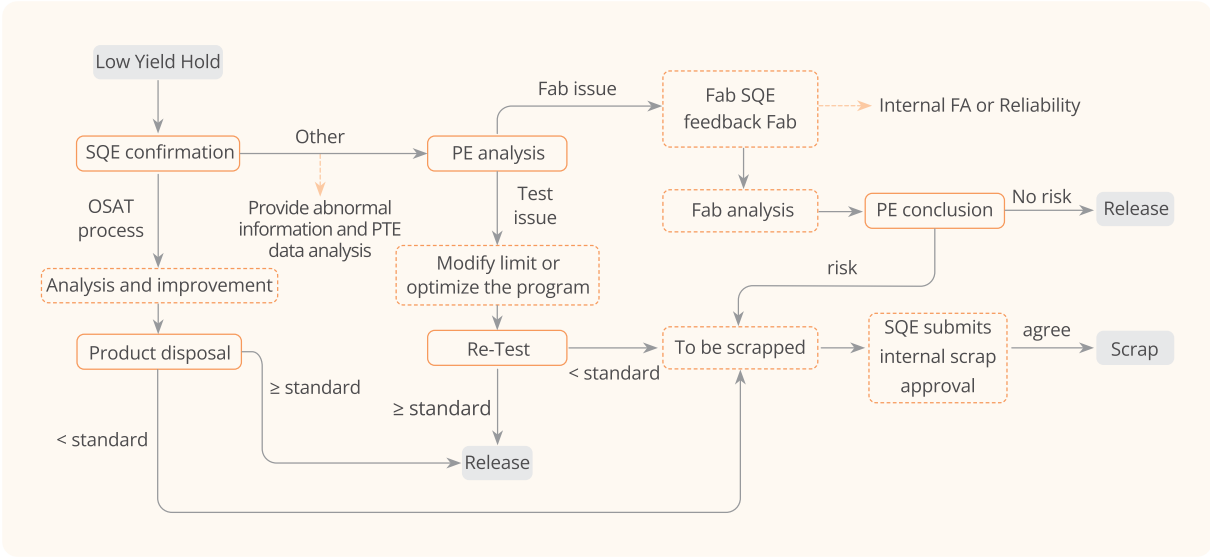 Low Yield Hold
SQE confirmation
Other
Provide abnormal
information and PTE
data analysis
OSAT
process
Analysis and improvement
Product disposal
≥ standard
< standard
PE analysis
Fab issue
Test
issue
Modify limit or
optimize the program
Re-Test
< standard
≥ standard
Release
Fab SQE
feedback Fab
Internal FA or Reliability
Fab analysis
PE conclusion
No risk
Release
risk
To be scrapped
SQE submits
internal scrap
approval
agree
Scrap